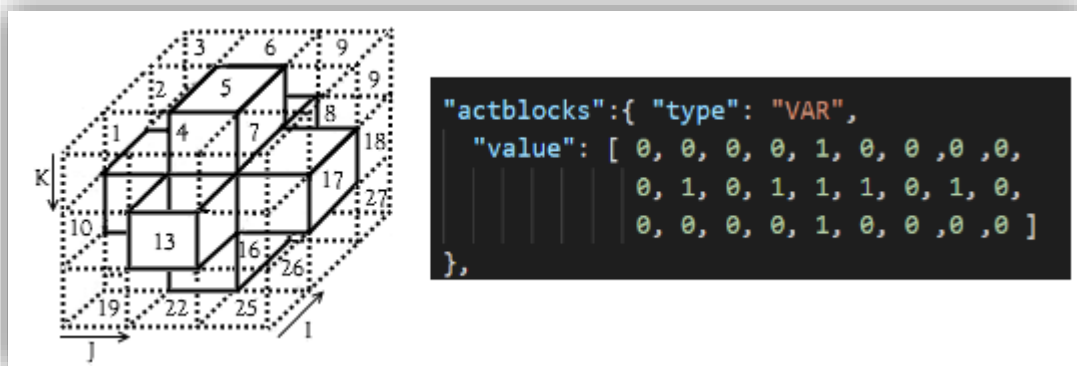 3 6 9
2 5 9
1 4 7 8
18
K 17
27
10 13 16
26
19 22 25
I
J
"actblocks":{ "type": "VAR",
"value": [ 0, 0, 0, 0, 1, 0, 0 ,0 ,0,
0, 1, 0, 1, 1, 1, 0, 1, 0,
0, 0, 0, 0, 1, 0, 0 ,0 ,0 ]
},